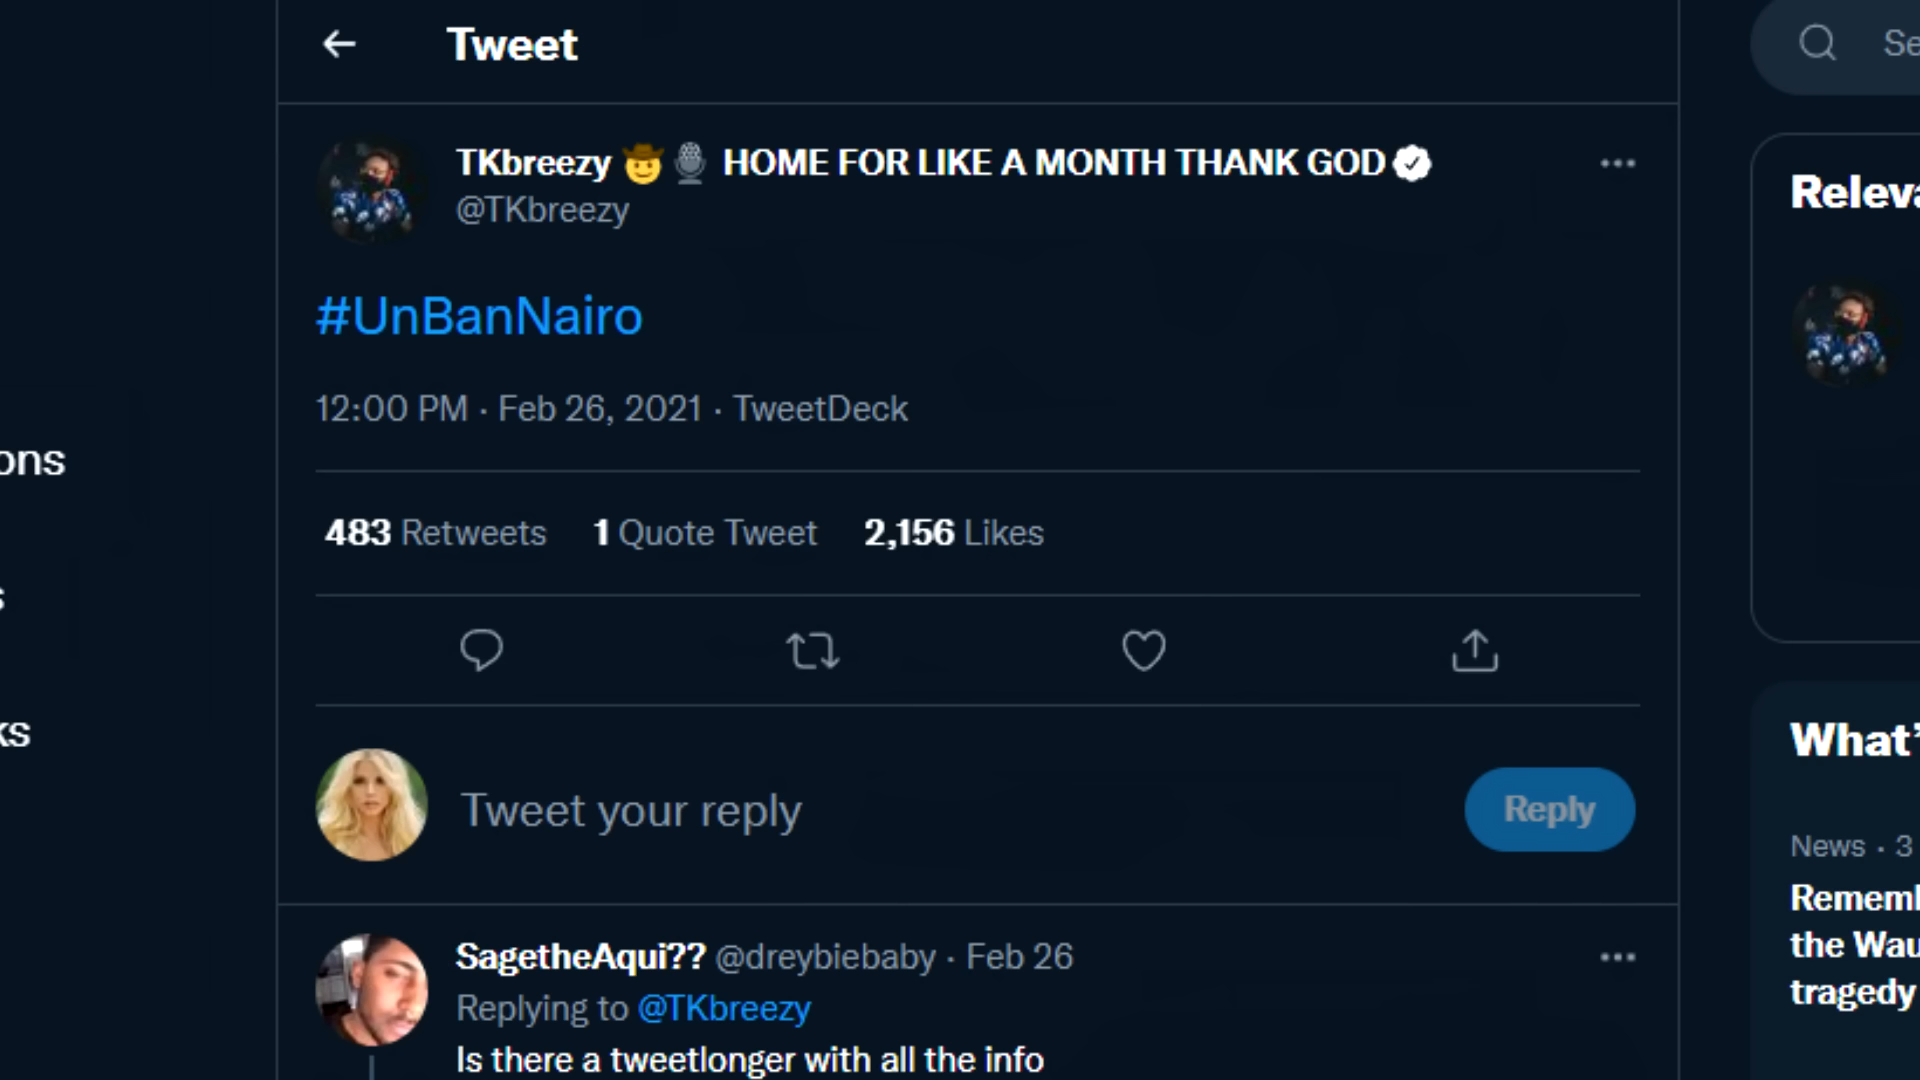 Tweet
TKbreezy 🤠🎙 HOME FOR LIKE A MONTH THANK GOD
@TKbreezy
#UnBanNairo
12:00 PM · Feb 26, 2021 · TweetDeck
483 Retweets 1 Quote Tweet 2,156 Likes
Tweet your reply
Reply
SagetheAqui?? @dreybiebaby · Feb 26
Replying to @TKbreezy
Is there a tweetlonger with all the info
ons
s
ks
Se
Releva
What'
News · 3
Rememb
the Wau
tragedy